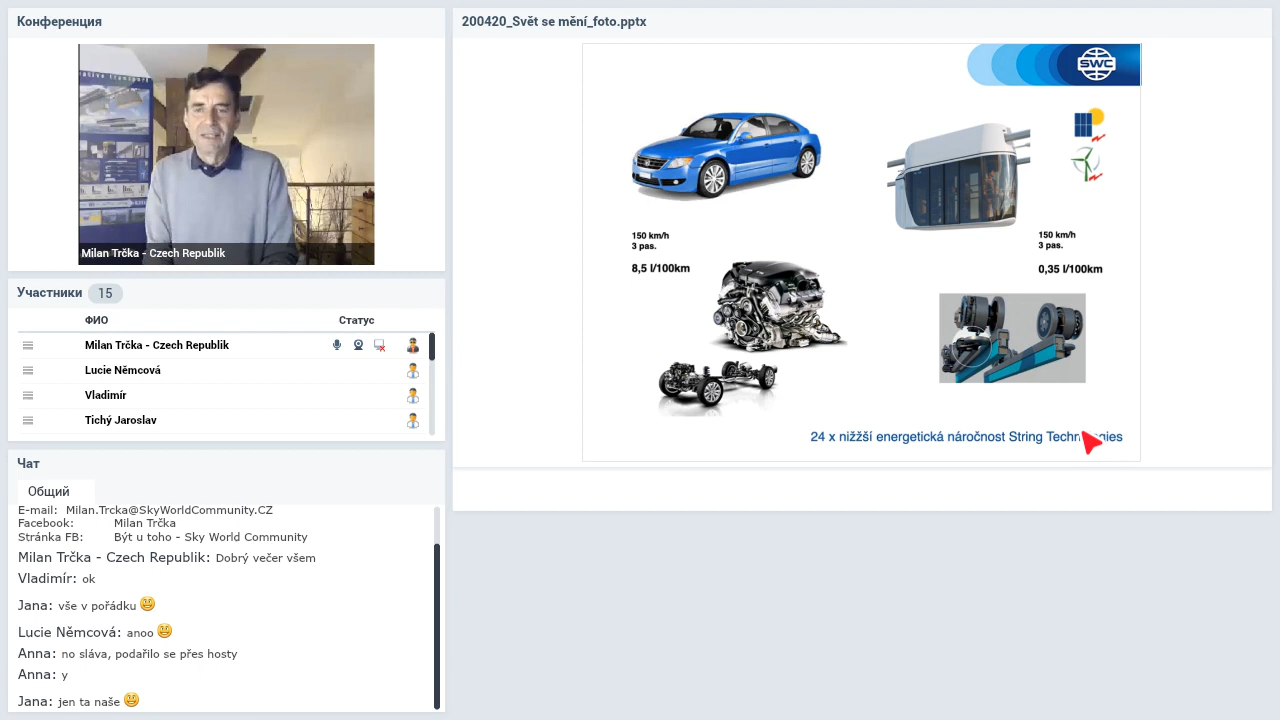 Конференция
ative transport
Milan Trčka - Czech Republik
Участники 15
ФИО Статус
Milan Trčka - Czech Republik
Lucie Němcová
Vladimír
Tichý Jaroslav
Чат
Общий
E-mail: Milan.Trcka@SkyWorldCommunity.CZ
Facebook: Milan Trčka
Stránka FB: Být u toho - Sky World Community
Milan Trčka - Czech Republik: Dobrý večer všem
Vladimír: ok
Jana: vše v pořádku
Lucie Němcová: anoo
Anna: no sláva, podařilo se přes hosty
Anna: y
Jana: jen ta naše
200420_Svět se mění_foto.pptx
SWC
150 km/h
3 pas.
8,5 l/100km
150 km/h
3 pas.
0,35 l/100km
24 x nižžší energetická náročnost String